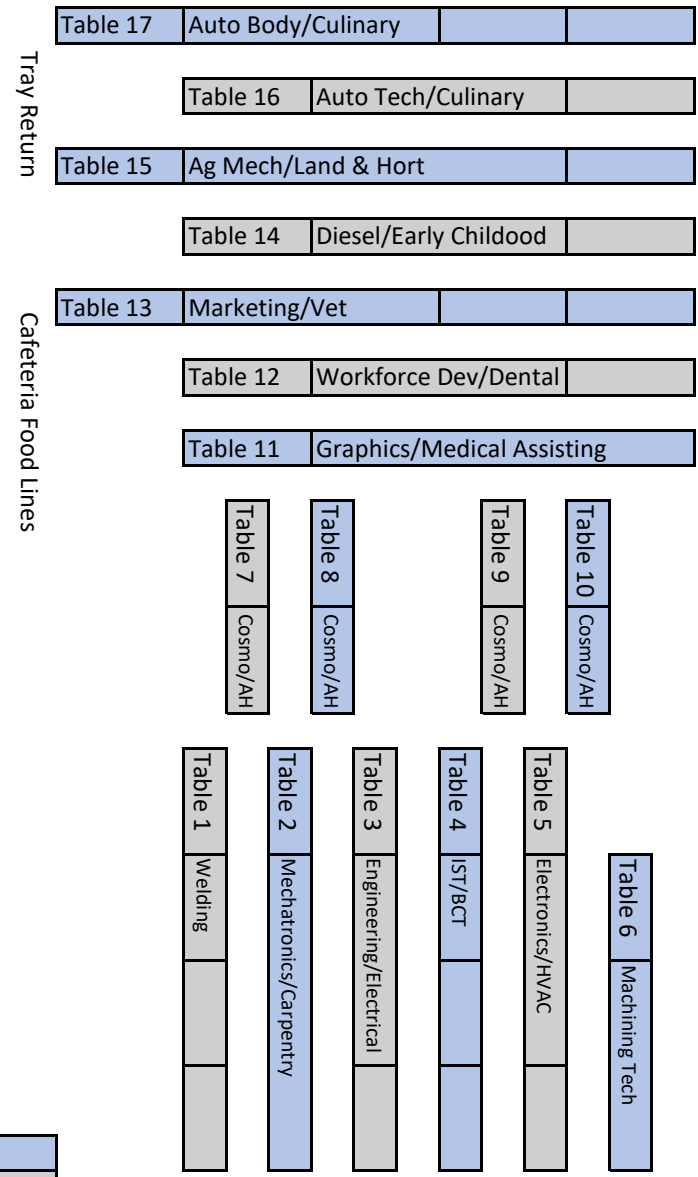 Table 17 Auto Body/Culinary
Tray Return
Table 16 Auto Tech/Culinary
Table 15 Ag Mech/Land & Hort
Table 14 Diesel/Early Childood
Table 13 Marketing/Vet
Cafeteria Food Lines
Table 12 Workforce Dev/Dental
Table 11 Graphics/Medical Assisting
Table 7 Cosmo/AH
Table 8 Cosmo/AH
Table 9 Cosmo/AH
Table 10 Cosmo/AH
Table 1 Welding
Table 2 Mechatronics/Carpentry
Table 3 Engineering/Electrical
Table 4 IST/BCT
Table 5 Electronics/HVAC
Table 6 Machining Tech